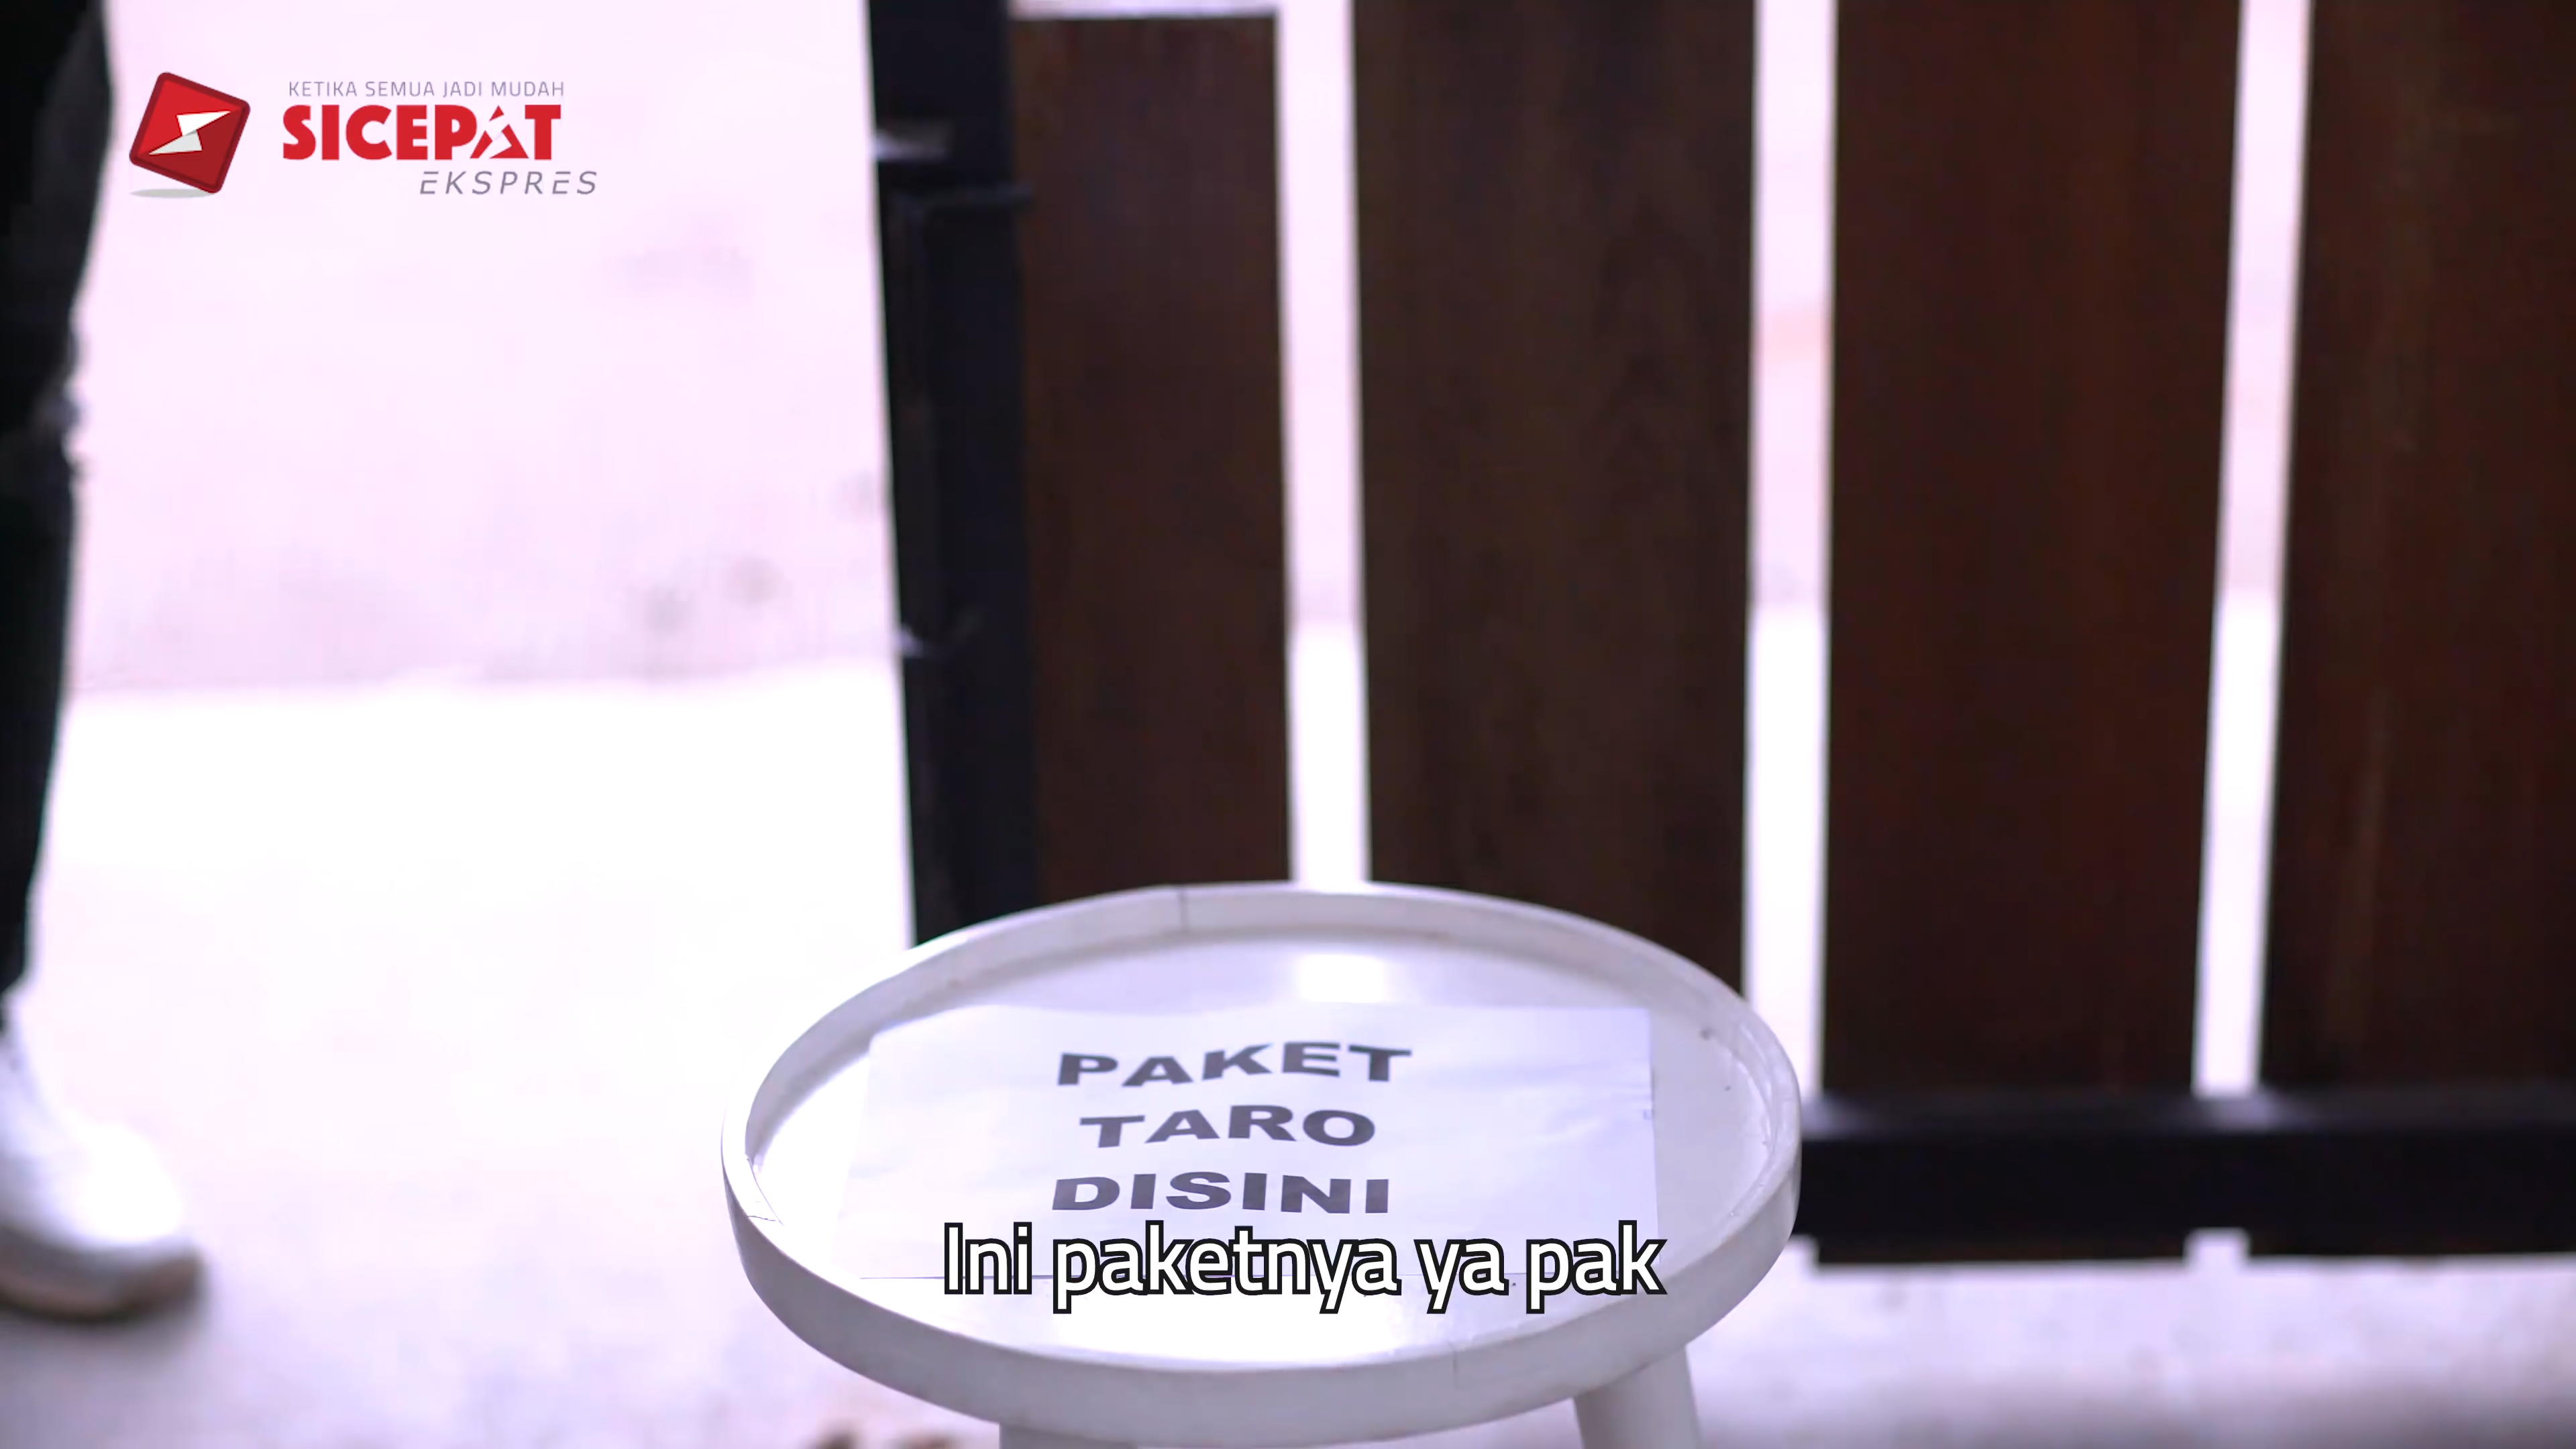 KETIKA SEMUA JADI MUDAH
SICEPAT
EKSPRES
PAKET
TARO
DISINI
Ini paketnya ya pak